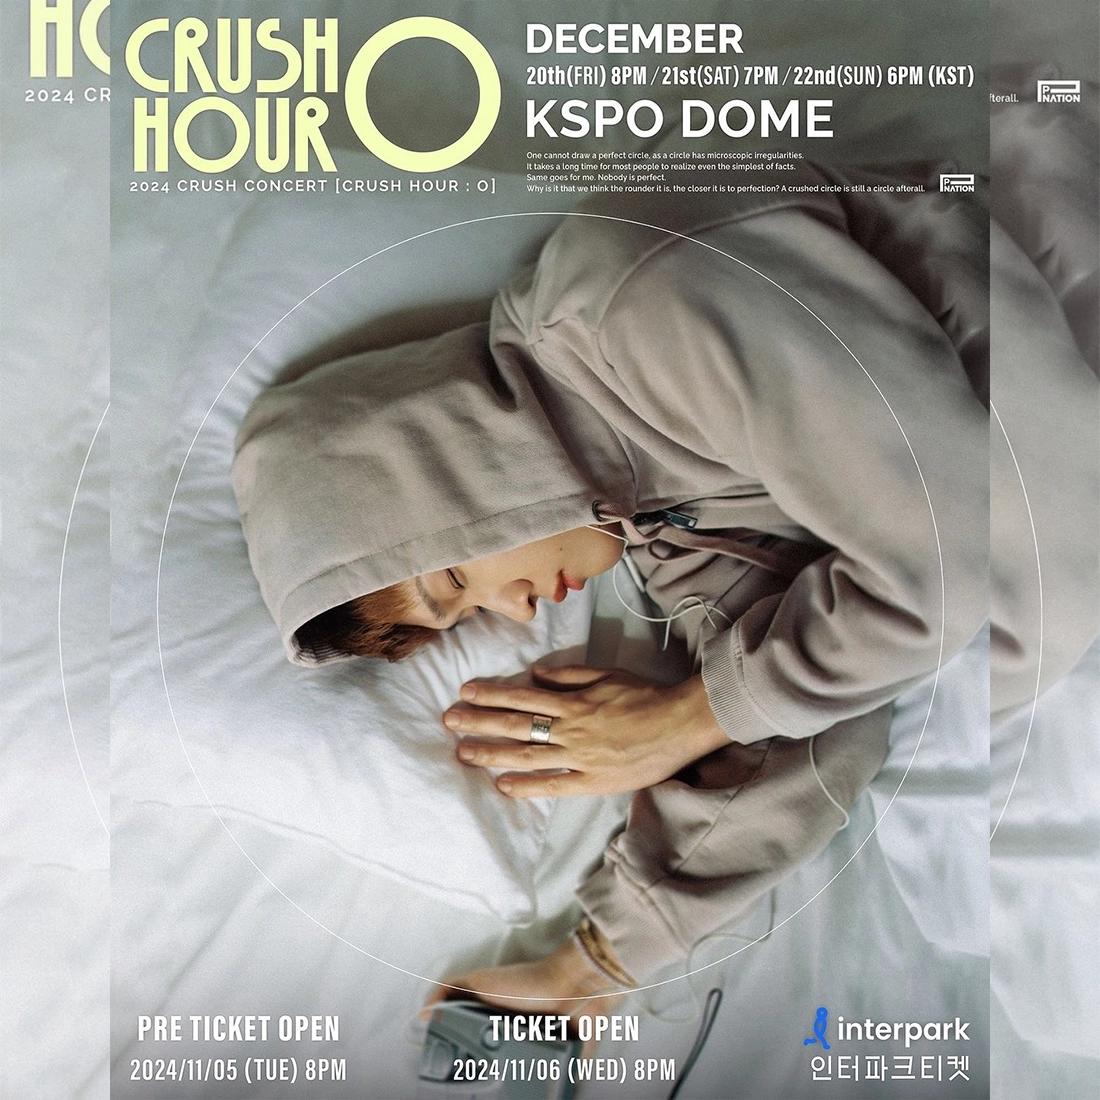 CRUSH
HOUR O
2024 CRUSH CONCERT [CRUSH HOUR : O]
DECEMBER
20th(FRI) 8PM / 21st(SAT) 7PM / 22nd(SUN) 6PM (KST)
KSPO DOME
One cannot draw a perfect circle, as a circle has microscopic irregularities.
It takes a long time for most people to realize even the simplest of facts.
Same goes for me. Nobody is perfect.
Why is it that we think the rounder it is, the closer it is to perfection? A crushed circle is still a circle afterall.
P NATION
HO
2024 CR
fterall.
P NATION
PRE TICKET OPEN
2024/11/05 (TUE) 8PM
TICKET OPEN
2024/11/06 (WED) 8PM
interpark
인터파크티켓